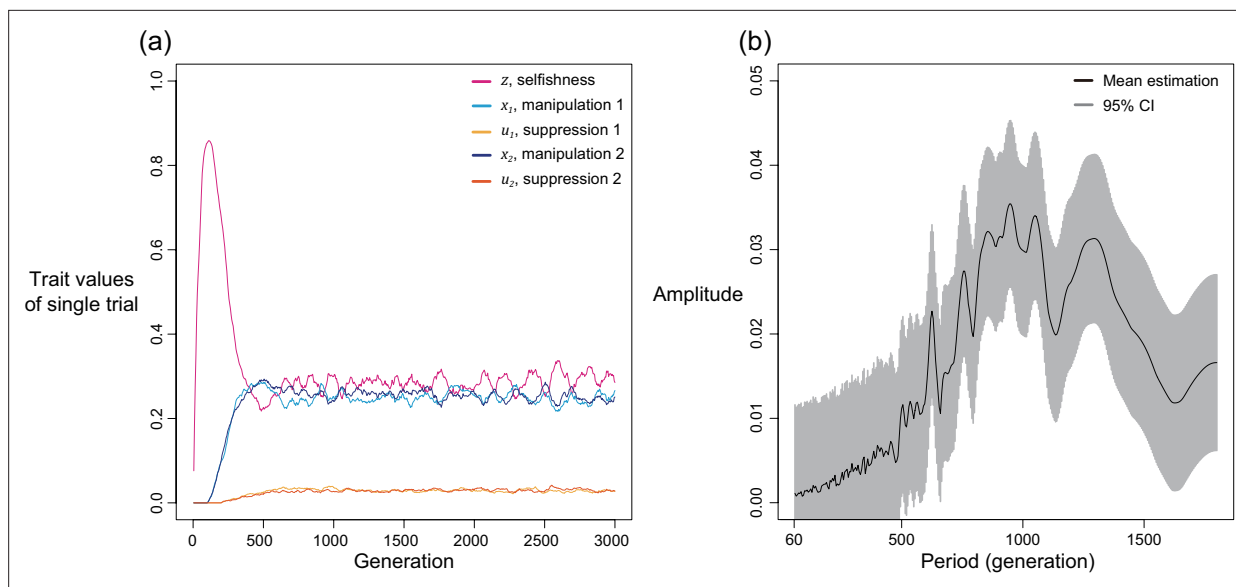 (a)
Trait values
of single trial
1.0
0.8
0.6
0.4
0.2
0.0
z, selfishness
x1, manipulation 1
u1, suppression 1
x2, manipulation 2
u2, suppression 2
0 500 1000 1500 2000 2500 3000
Generation
(b)
Amplitude
0.05
0.04
0.03
0.02
0.01
0.00
Mean estimation
95% CI
60 500 1000 1500
Period (generation)